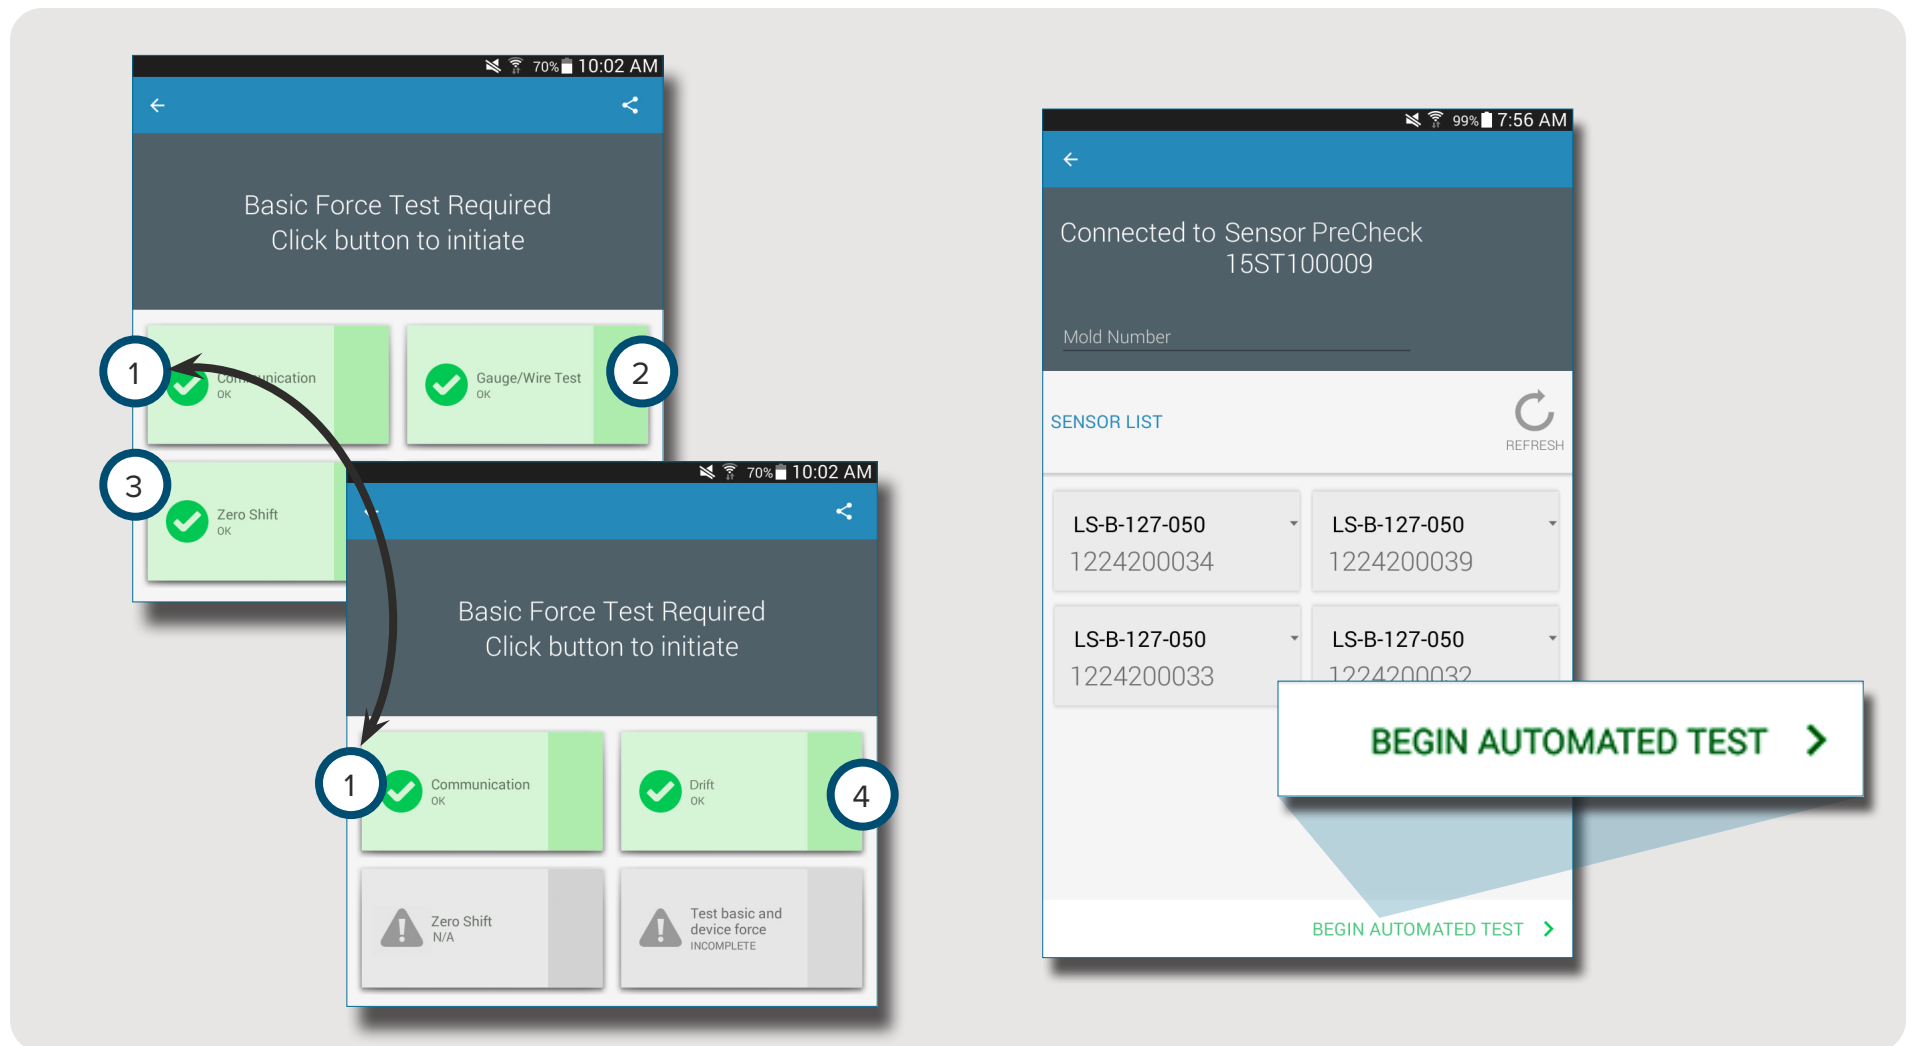 70% 10:02 AM
Basic Force Test Required
Click button to initiate
1
Communication
OK
Gauge/Wire Test
OK
2
3
Zero Shift
OK
70% 10:02 AM
Basic Force Test Required
Click button to initiate
1
Communication
OK
Drift
OK
4
Zero Shift
N/A
Test basic and
device force
INCOMPLETE
99% 7:56 AM
Connected to Sensor PreCheck
15ST100009
Mold Number
SENSOR LIST
REFRESH
LS-B-127-050
1224200034
LS-B-127-050
1224200039
LS-B-127-050
1224200033
LS-B-127-050
1224200032
BEGIN AUTOMATED TEST
BEGIN AUTOMATED TEST